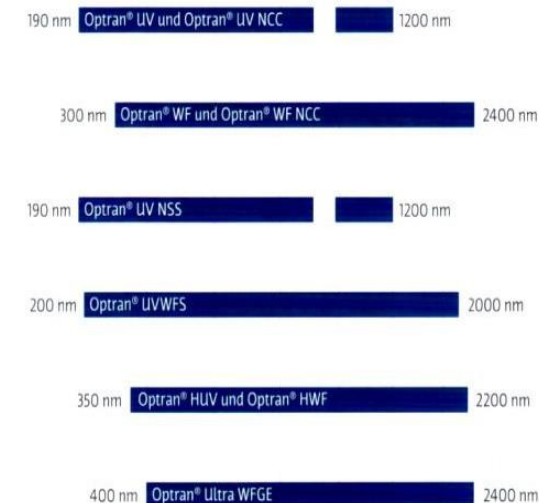 190 nm Optran® UV und Optran® UV NCC 1200 nm
300 nm Optran® WF und Optran® WF NCC 2400 nm
190 nm Optran® UV NSS 1200 nm
200 nm Optran® UVWFS 2000 nm
350 nm Optran® HUV und Optran® HWF 2200 nm
400 nm Optran® Ultra WFGE 2400 nm